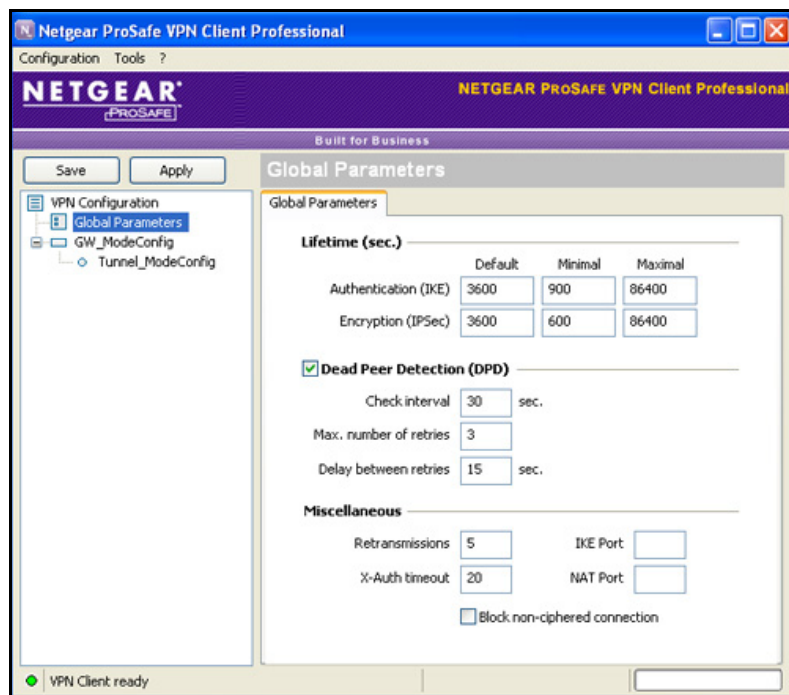 Netgear ProSafe VPN Client Professional
Configuration Tools ?
NETGEAR®
PROSAFE
NETGEAR PROSAFE VPN Client Professional
Built for Business
Save Apply
Global Parameters
VPN Configuration
Global Parameters
GW_ModeConfig
Tunnel_ModeConfig
Global Parameters
Lifetime (sec.)
Default Minimal Maximal
Authentication (IKE) 3600 900 86400
Encryption (IPSec) 3600 600 86400
Dead Peer Detection (DPD)
Check interval 30 sec.
Max. number of retries 3
Delay between retries 15 sec.
Miscellaneous
Retransmissions 5 IKE Port
X-Auth timeout 20 NAT Port
Block non-ciphered connection
VPN Client ready